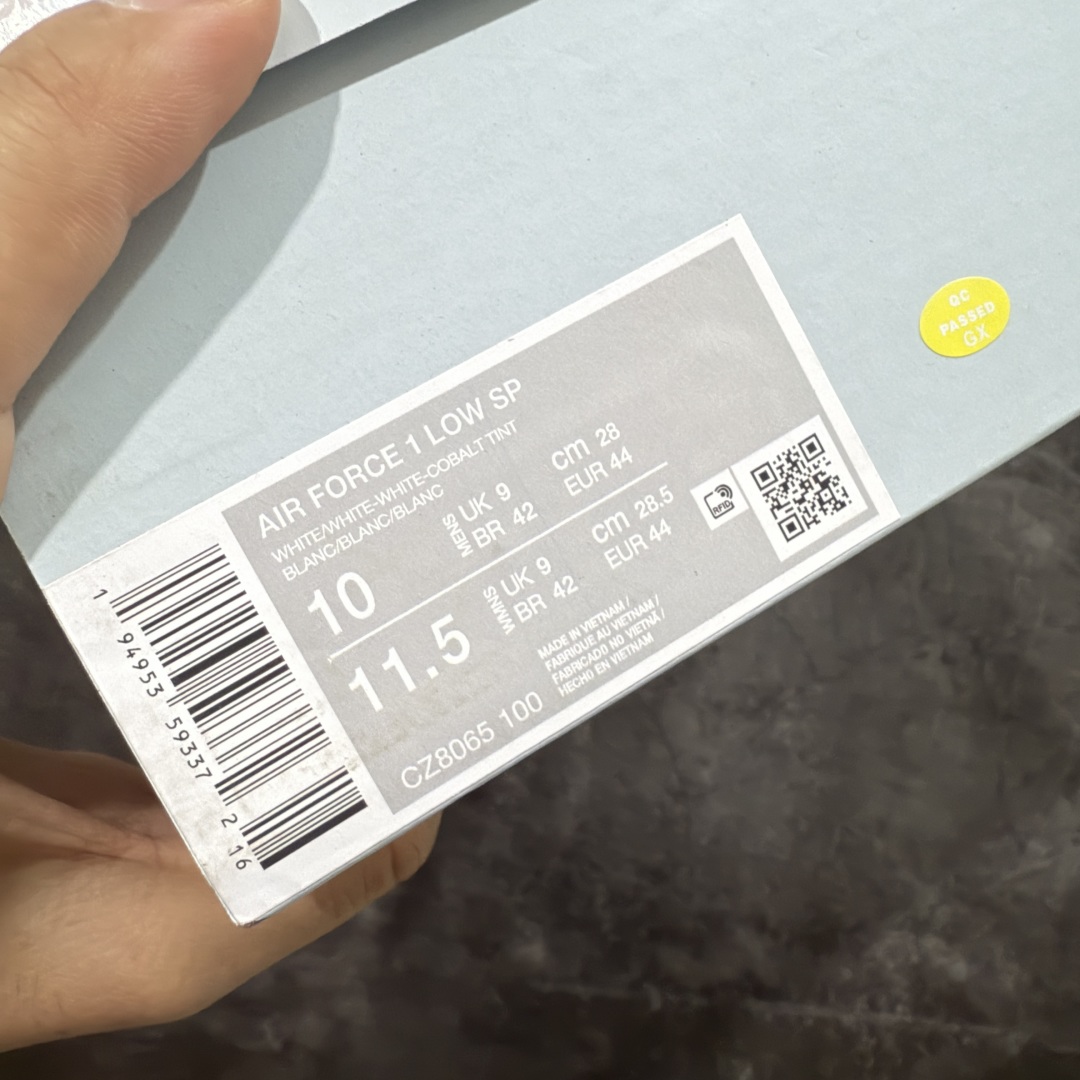 AIR FORCE 1 LOW SP
WHITE/WHITE-WHITE-COBALT TINT
BLANC/BLANC/BLANC
10
MENS
UK 9
BR 42
cm 28
EUR 44
11.5
WMNS
UK 9
BR 42
cm 28.5
EUR 44
RFID
CZ8065 100
MADE IN VIETNAM /
FABRIQUE AU VIETNAM /
FABRICADO NO VIETNÃ /
HECHO EN VIETNAM
1 94953 59337 2 16
QC
PASSED
GX